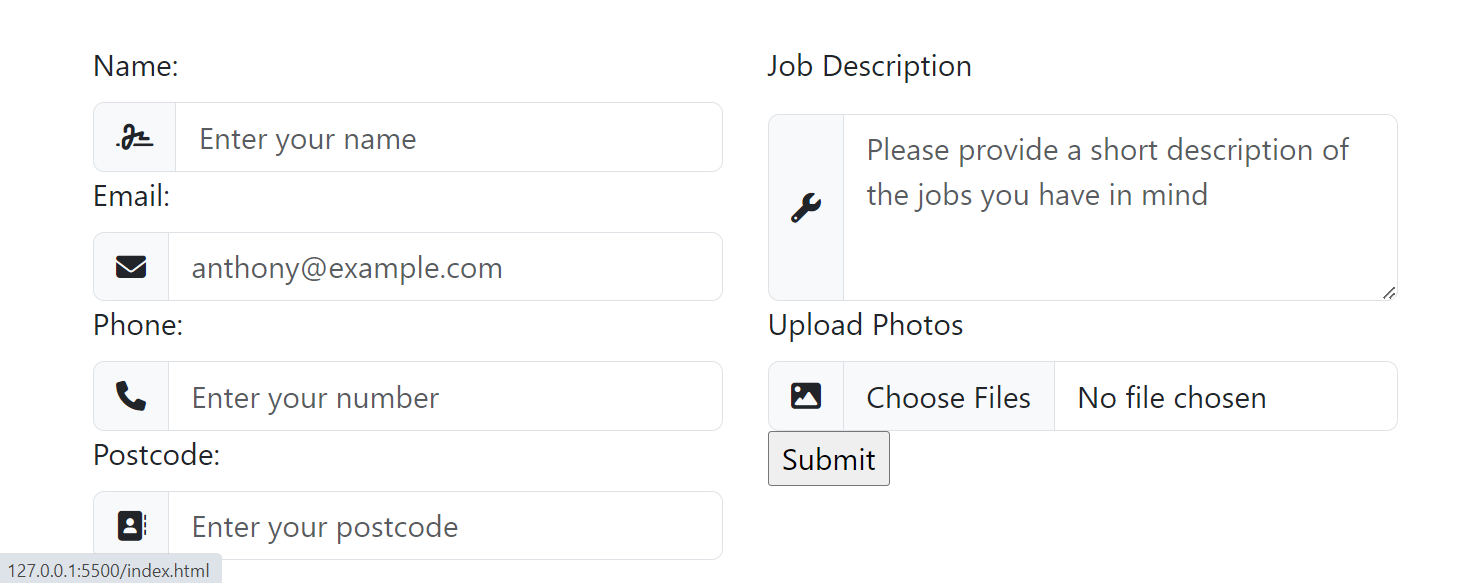 Name:
Enter your name
Email:
anthony@example.com
Phone:
Enter your number
Postcode:
Enter your postcode
Job Description
Please provide a short description of
the jobs you have in mind
Upload Photos
Choose Files No file chosen
Submit
127.0.0.1:5500/index.html